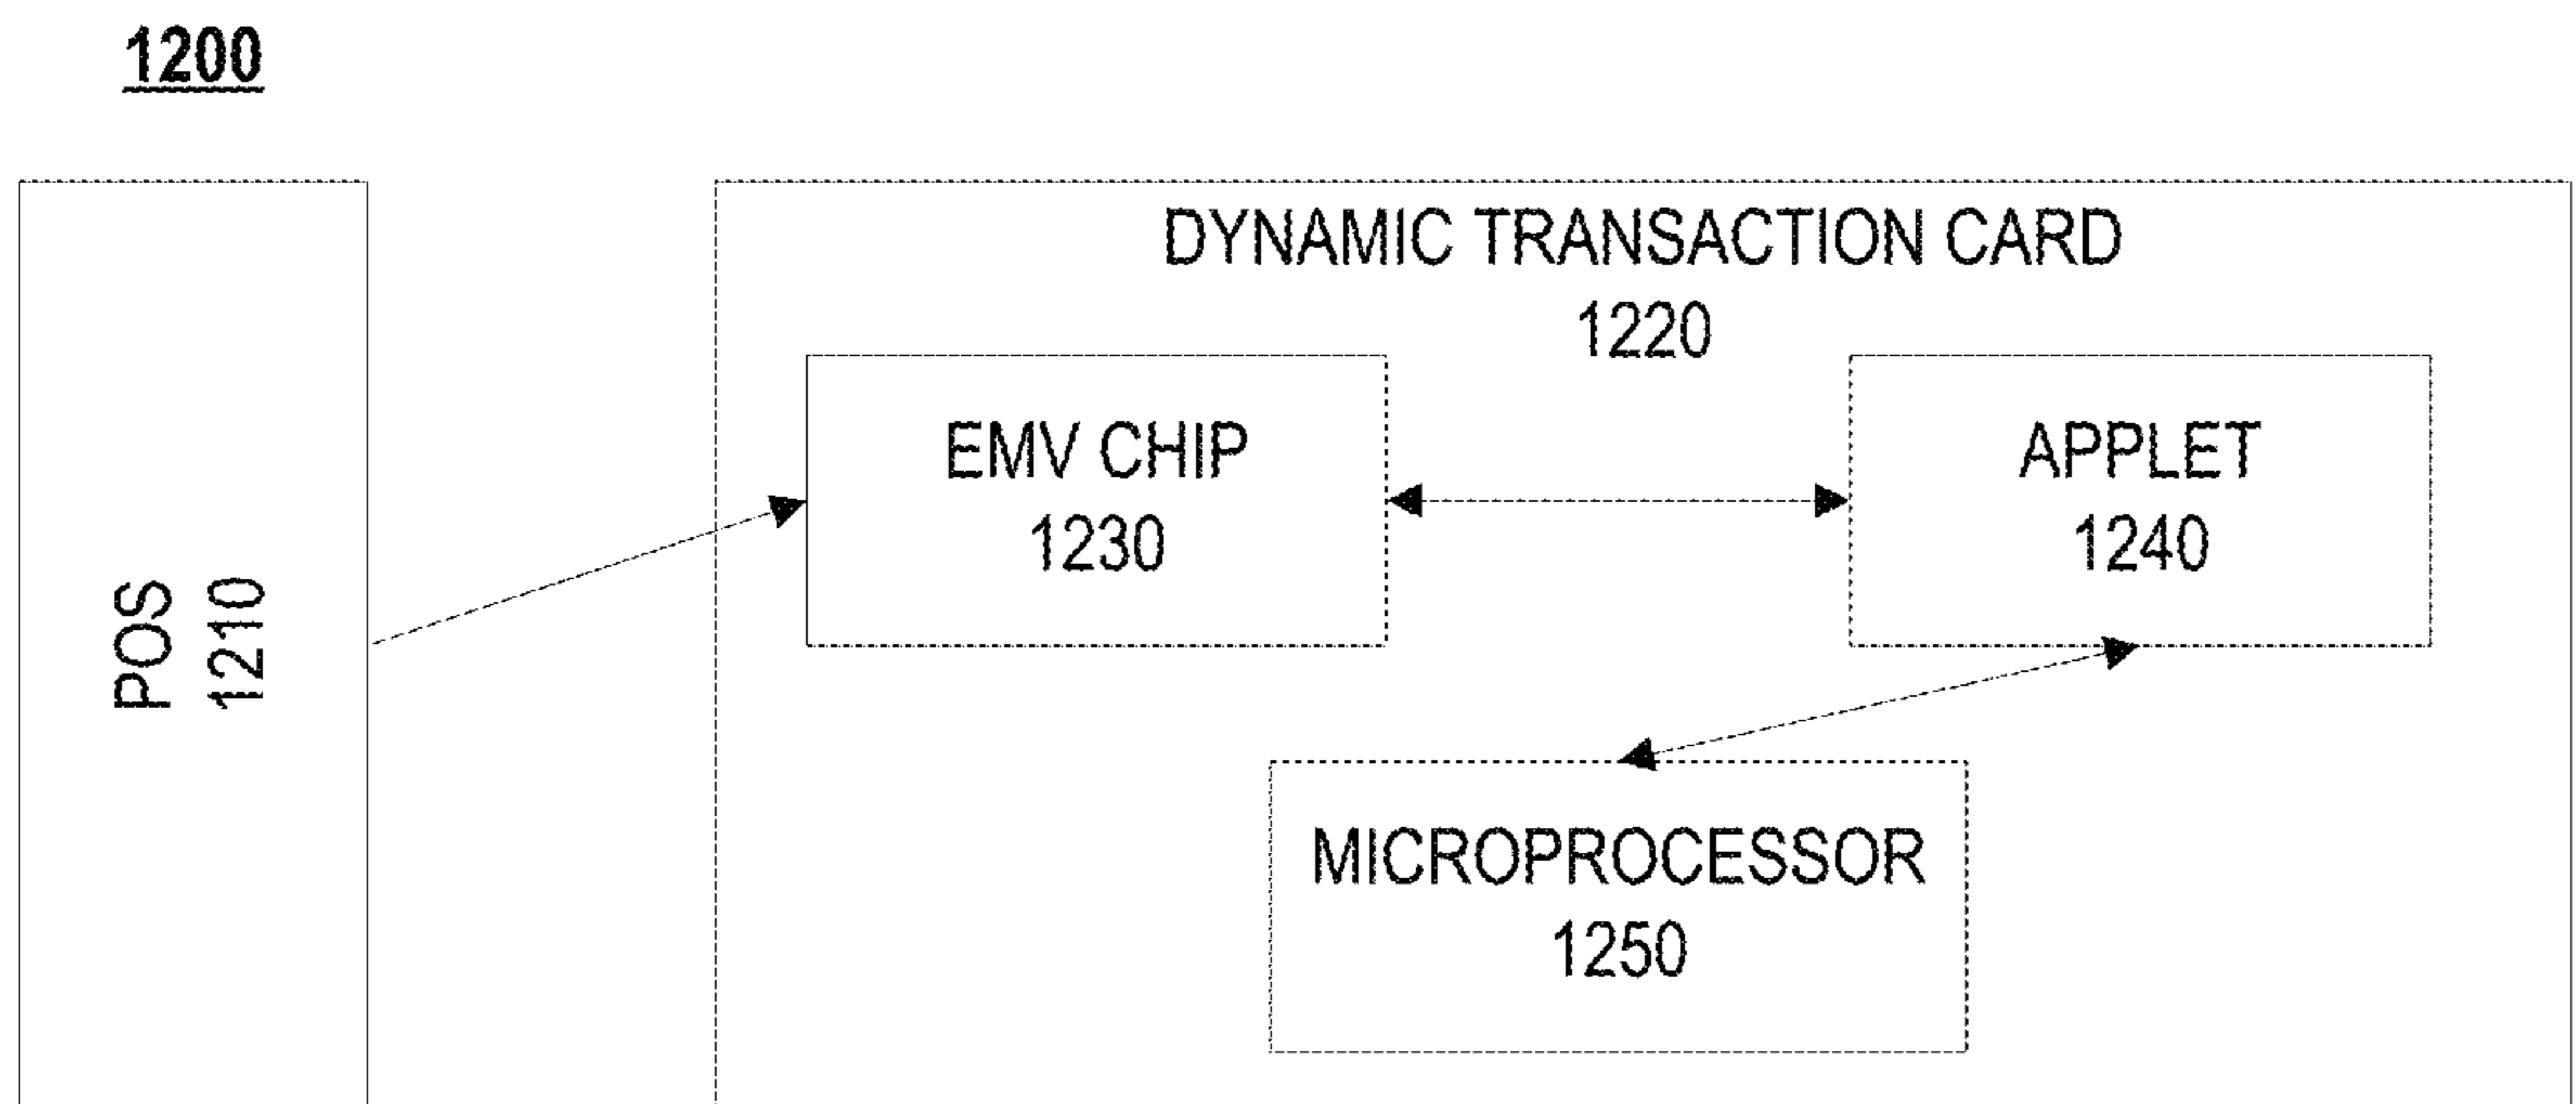 1200
DYNAMIC TRANSACTION CARD
1220
EMV CHIP
1230
APPLET
1240
POS
1210
MICROPROCESSOR
1250